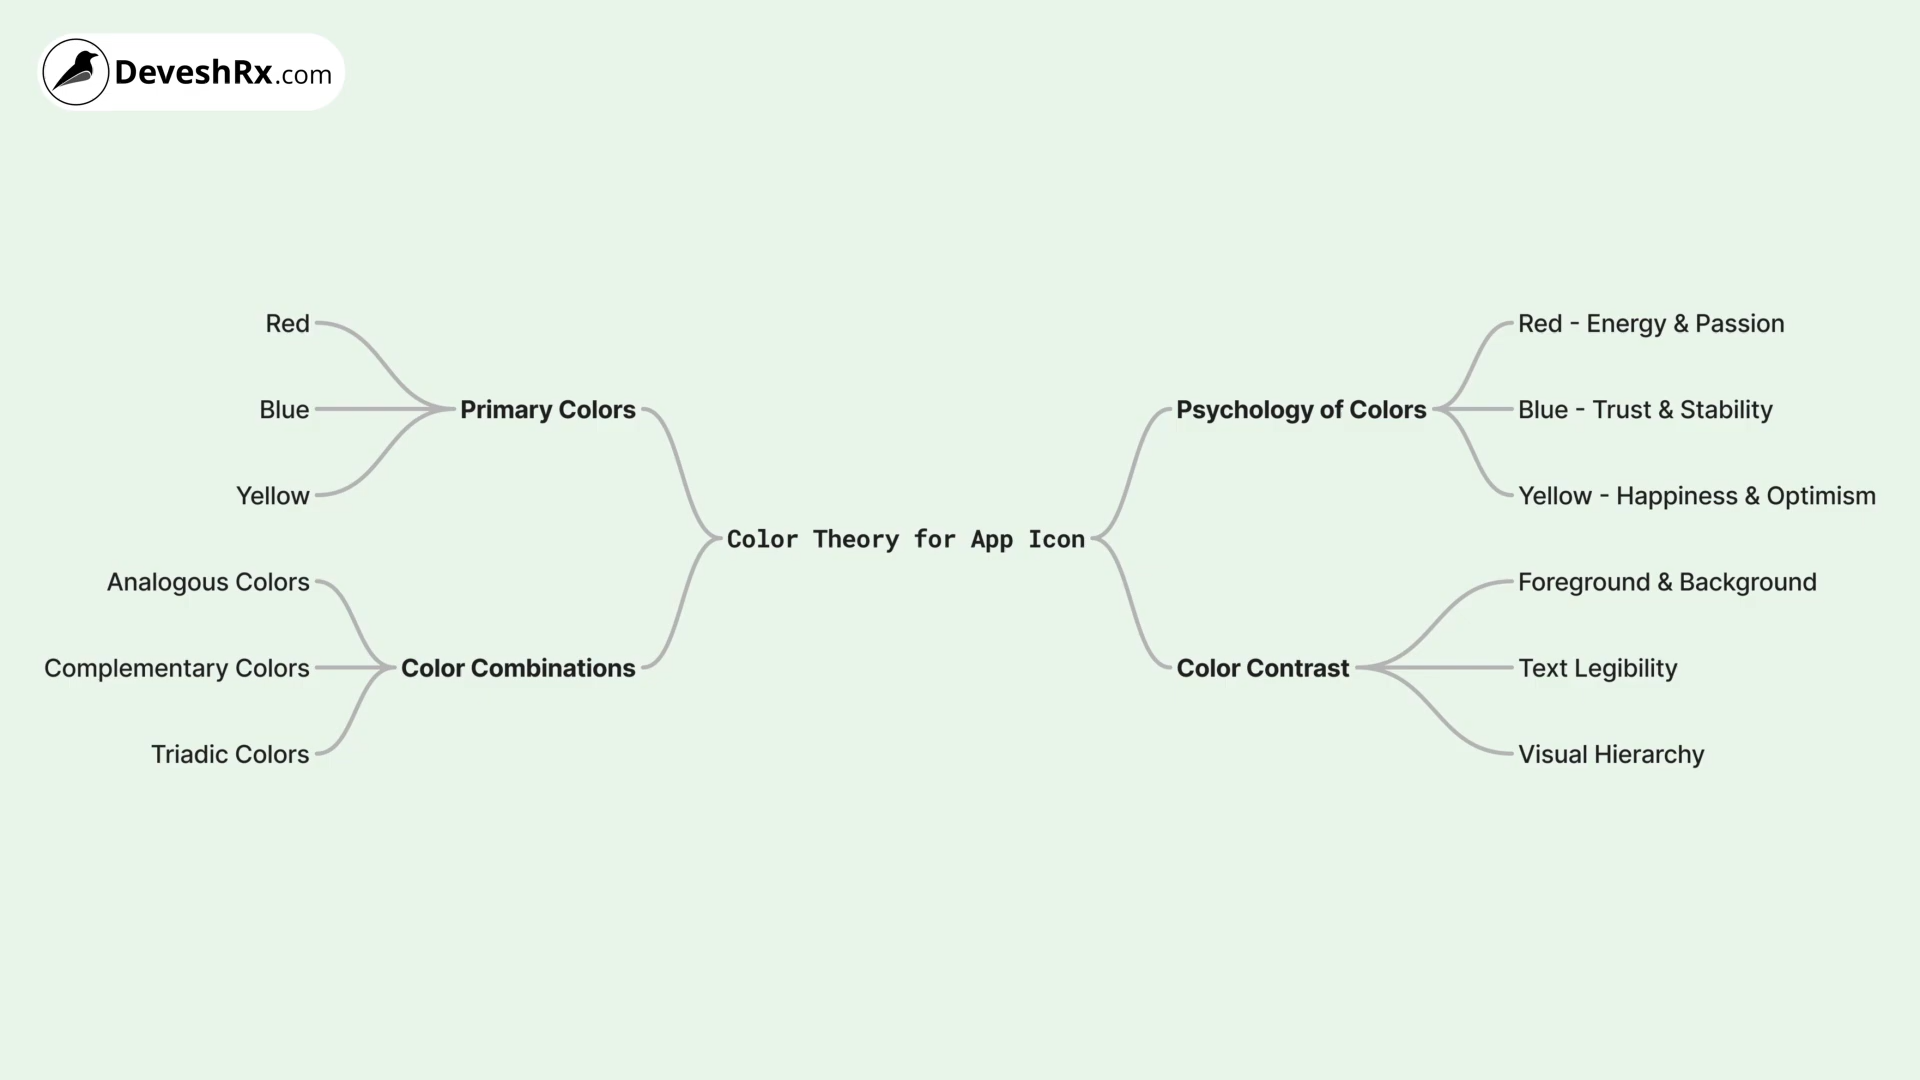 DeveshRx.com
Red
Blue
Yellow
Primary Colors
Analogous Colors
Complementary Colors
Triadic Colors
Color Combinations
Color Theory for App Icon
Psychology of Colors
Red - Energy & Passion
Blue - Trust & Stability
Yellow - Happiness & Optimism
Color Contrast
Foreground & Background
Text Legibility
Visual Hierarchy